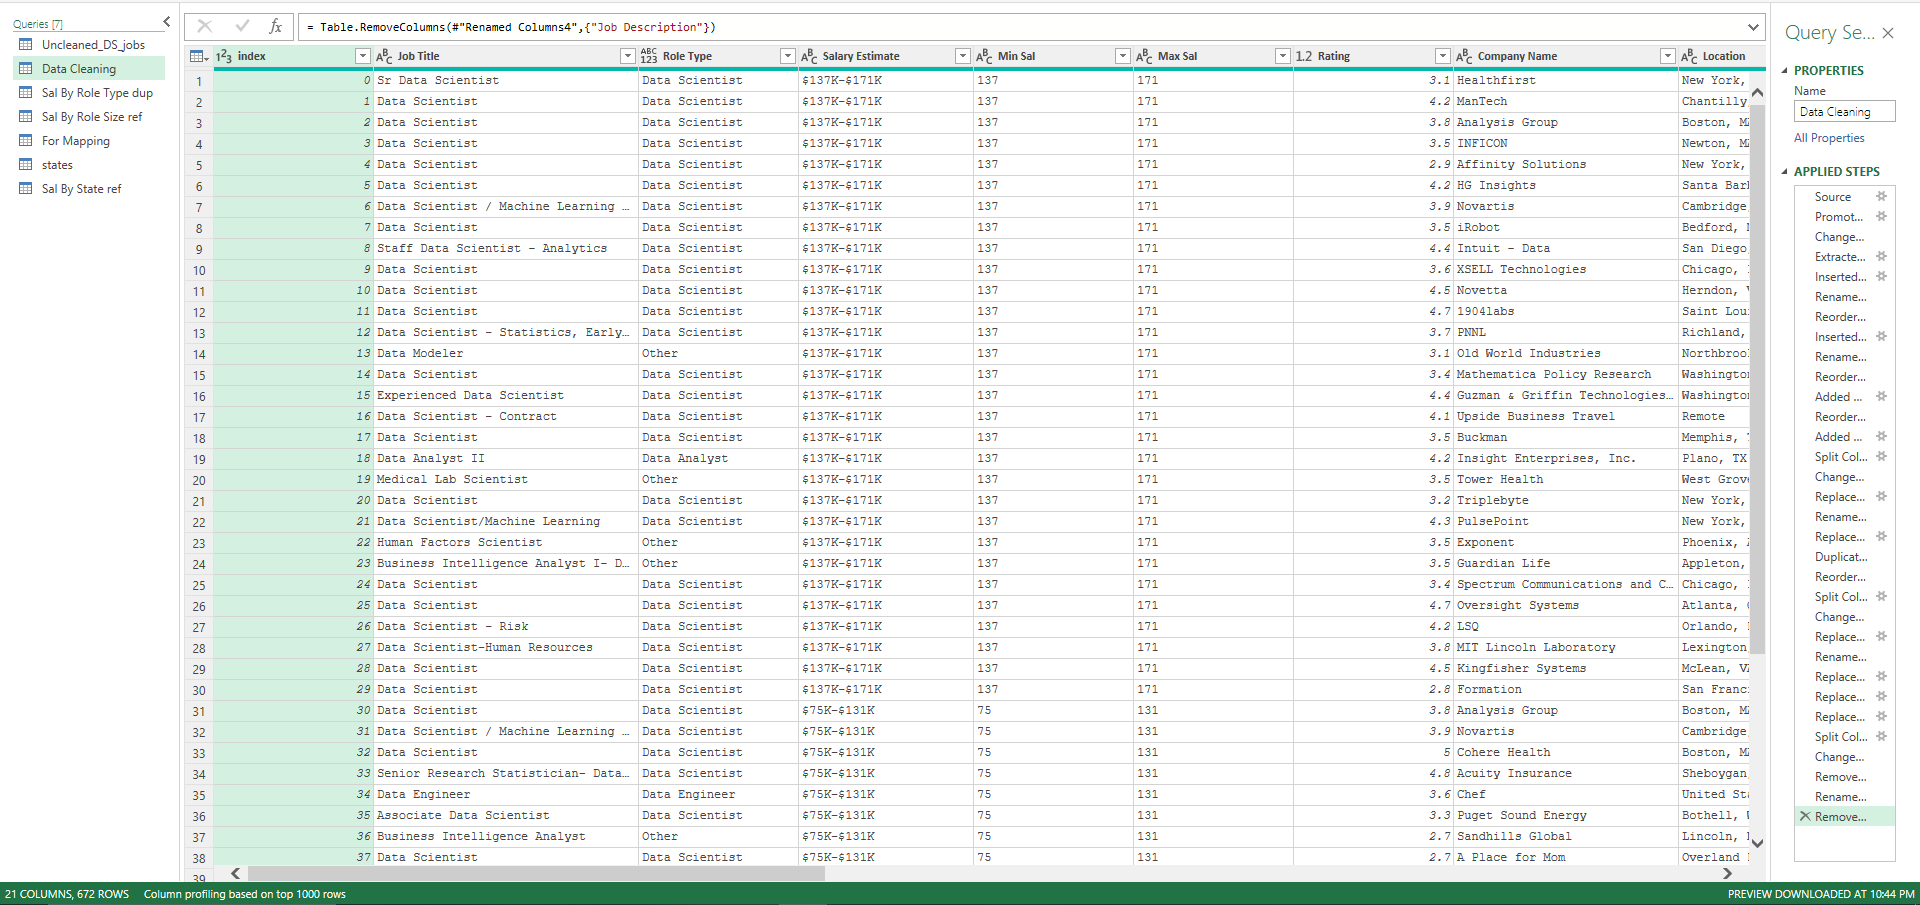 Queries [7]
Uncleaned_DS_jobs
Data Cleaning
Sal By Role Type dup
Sal By Role Size ref
For Mapping
states
Sal By State ref
fx = Table.RemoveColumns(#"Renamed Columns4",{"Job Description"})
123 index ABC Job Title ABC 123 Role Type ABC Salary Estimate ABC Min Sal ABC Max Sal 1.2 Rating ABC Company Name ABC Location
1 0 Sr Data Scientist Data Scientist $137K-$171K 137 171 3.1 Healthfirst New York,
2 1 Data Scientist Data Scientist $137K-$171K 137 171 4.2 ManTech Chantilly
3 2 Data Scientist Data Scientist $137K-$171K 137 171 3.8 Analysis Group Boston, MA
4 3 Data Scientist Data Scientist $137K-$171K 137 171 3.5 INFICON Newton, MA
5 4 Data Scientist Data Scientist $137K-$171K 137 171 2.9 Affinity Solutions New York,
6 5 Data Scientist Data Scientist $137K-$171K 137 171 4.2 HG Insights Santa Bar
7 6 Data Scientist / Machine Learning ... Data Scientist $137K-$171K 137 171 3.9 Novartis Cambridge,
8 7 Data Scientist Data Scientist $137K-$171K 137 171 3.5 iRobot Bedford,
9 8 Staff Data Scientist - Analytics Data Scientist $137K-$171K 137 171 4.4 Intuit - Data San Diego
10 9 Data Scientist Data Scientist $137K-$171K 137 171 3.6 XSELL Technologies Chicago,
11 10 Data Scientist Data Scientist $137K-$171K 137 171 4.5 Novetta Herndon,
12 11 Data Scientist Data Scientist $137K-$171K 137 171 4.7 1904labs Saint Lou
13 12 Data Scientist - Statistics, Early... Data Scientist $137K-$171K 137 171 3.7 PNNL Richland,
14 13 Data Modeler Other $137K-$171K 137 171 3.1 Old World Industries Northbroo
15 14 Data Scientist Data Scientist $137K-$171K 137 171 3.4 Mathematica Policy Research Washingto
16 15 Experienced Data Scientist Data Scientist $137K-$171K 137 171 4.4 Guzman & Griffin Technologies... Washingto
17 16 Data Scientist - Contract Data Scientist $137K-$171K 137 171 4.1 Upside Business Travel Remote
18 17 Data Scientist Data Scientist $137K-$171K 137 171 3.5 Buckman Memphis,
19 18 Data Analyst II Data Analyst $137K-$171K 137 171 4.2 Insight Enterprises, Inc. Plano, TX
20 19 Medical Lab Scientist Other $137K-$171K 137 171 3.5 Tower Health West Grov
21 20 Data Scientist Data Scientist $137K-$171K 137 171 3.2 Triplebyte New York,
22 21 Data Scientist/Machine Learning Data Scientist $137K-$171K 137 171 4.3 PulsePoint New York,
23 22 Human Factors Scientist Other $137K-$171K 137 171 3.5 Exponent Phoenix,
24 23 Business Intelligence Analyst I- D... Other $137K-$171K 137 171 3.5 Guardian Life Appleton,
25 24 Data Scientist Data Scientist $137K-$171K 137 171 3.4 Spectrum Communications and C... Chicago,
26 25 Data Scientist Data Scientist $137K-$171K 137 171 4.7 Oversight Systems Atlanta,
27 26 Data Scientist - Risk Data Scientist $137K-$171K 137 171 4.2 LSQ Orlando,
28 27 Data Scientist-Human Resources Data Scientist $137K-$171K 137 171 3.8 MIT Lincoln Laboratory Lexington
29 28 Data Scientist Data Scientist $137K-$171K 137 171 4.5 Kingfisher Systems McLean, VA
30 29 Data Scientist Data Scientist $137K-$171K 137 171 2.8 Formation San Franc
31 30 Data Scientist Data Scientist $75K-$131K 75 131 3.8 Analysis Group Boston, MA
32 31 Data Scientist / Machine Learning ... Data Scientist $75K-$131K 75 131 3.9 Novartis Cambridge,
33 32 Data Scientist Data Scientist $75K-$131K 75 131 5 Cohere Health Boston, MA
34 33 Senior Research Statistician- Data... Data Scientist $75K-$131K 75 131 4.8 Acuity Insurance Sheboygan
35 34 Data Engineer Data Engineer $75K-$131K 75 131 3.6 Chef United Sta
36 35 Associate Data Scientist Data Scientist $75K-$131K 75 131 3.3 Puget Sound Energy Bothell,
37 36 Business Intelligence Analyst Other $75K-$131K 75 131 2.7 Sandhills Global Lincoln,
38 37 Data Scientist Data Scientist $75K-$131K 75 131 2.7 A Place for Mom Overland
39
Query Se...
PROPERTIES
Name
Data Cleaning
All Properties
APPLIED STEPS
Source
Promot...
Change...
Extracte...
Inserted...
Rename...
Reorder...
Inserted...
Rename...
Reorder...
Added ...
Reorder...
Added ...
Split Col...
Change...
Replace...
Rename...
Replace...
Duplicat...
Reorder...
Split Col...
Change...
Replace...
Rename...
Replace...
Replace...
Replace...
Split Col...
Change...
Remove...
Rename...
Remove...
21 COLUMNS, 672 ROWS Column profiling based on top 1000 rows PREVIEW DOWNLOADED AT 10:44 PM